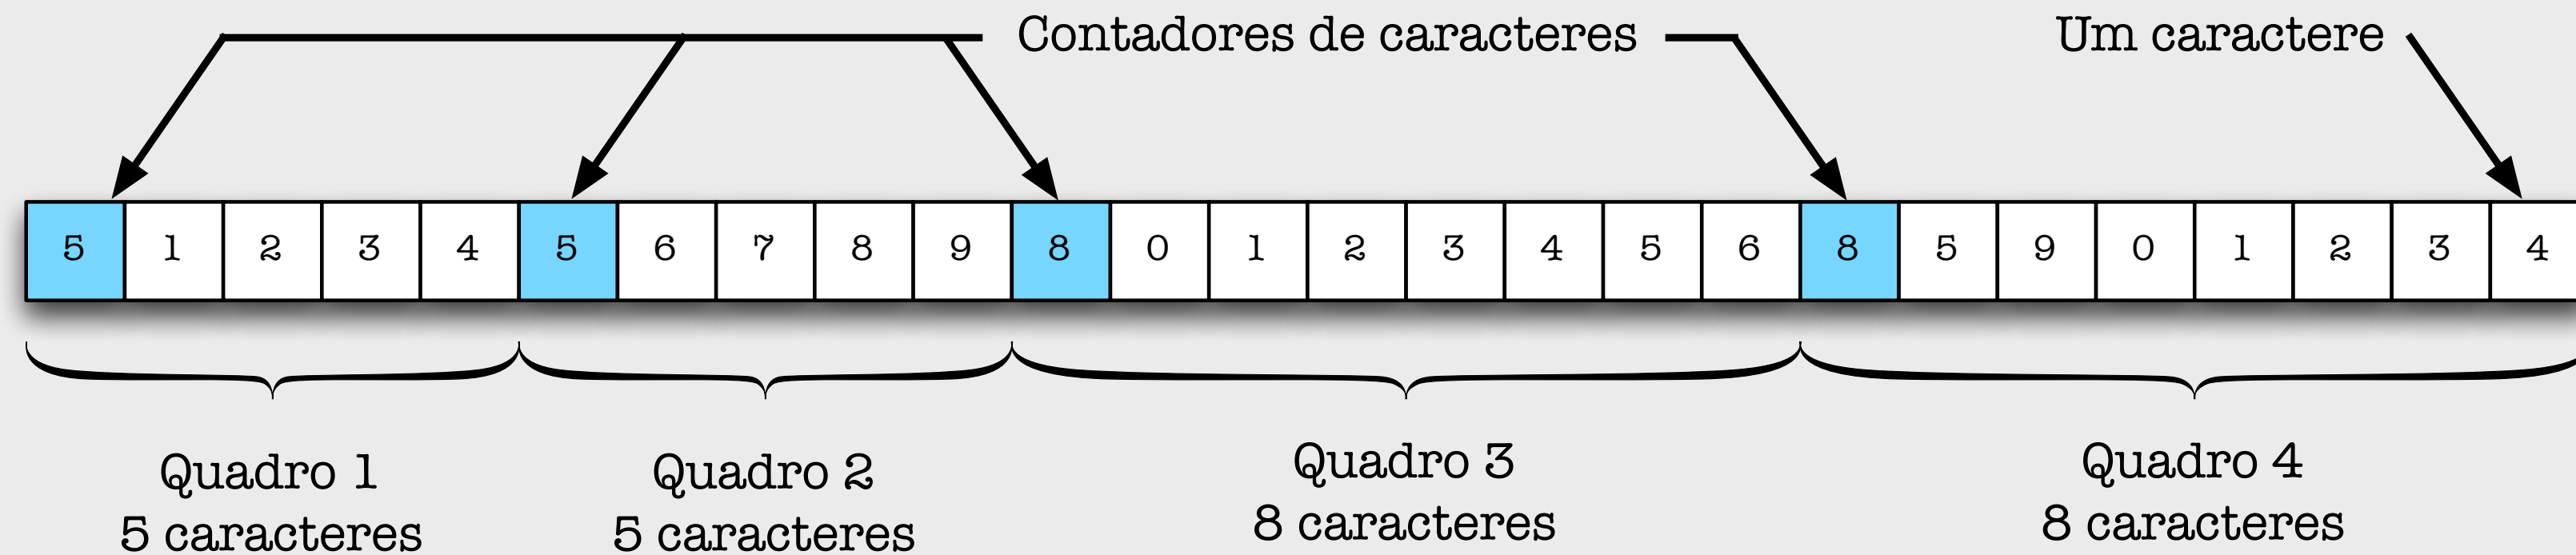 Contadores de caracteres Um caractere
5 1 2 3 4 5 6 7 8 9 8 0 1 2 3 4 5 6 8 5 9 0 1 2 3 4
Quadro 1 Quadro 2 Quadro 3 Quadro 4
5 caracteres 5 caracteres 8 caracteres 8 caracteres